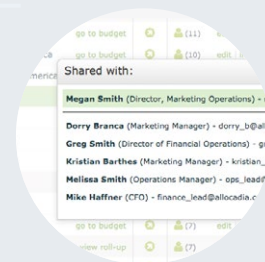 go to budget (11)
ca go to budget (10) edit
america
Shared with:
Megan Smith (Director, Marketing Operations) -
Dorry Branca (Marketing Manager) - dorry_b@al
Greg Smith (Director of Financial Operations) -
Kristian Barthes (Marketing Manager) - kristian_
Melissa Smith (Operations Manager) - ops_lead@
Mike Haffner (CFO) - finance_lead@allocadia.c
go to budget (7) edit
view roll-up (7)